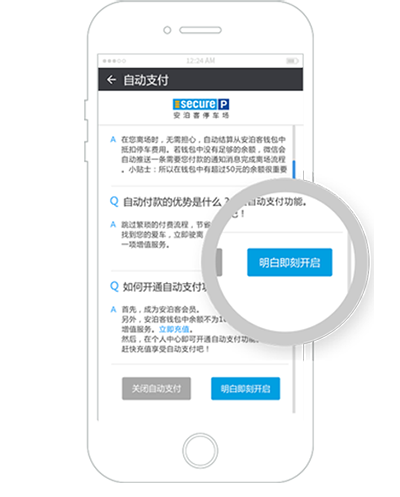 12:24 AM
自动支付
isecure P
安泊客停车场
A 在您离场时，无需担心，自动结算从安泊客钱包中
抵扣停车费用。若钱包中没有足够的余额，微信会
自动推送一条需要您付款的通知消息完成离场流程
。小贴士：所以在钱包中有超过50元的余额很重要
Q 自动付款的优势是什么？
自动支付功能。
A 跳过繁琐的付费流程，节省
吧！
找到您的爱车，立即驶离
一项增值服务。
明白即刻开启
Q 如何开通自动支付功
A 首先，成为安泊客会员。
另外，安泊客钱包中余额不为
增值服务。立即充值。
然后，在个人中心即可开通自动支付功能
赶快充值享受自动支付吧！
关闭自动支付
明白即刻开启